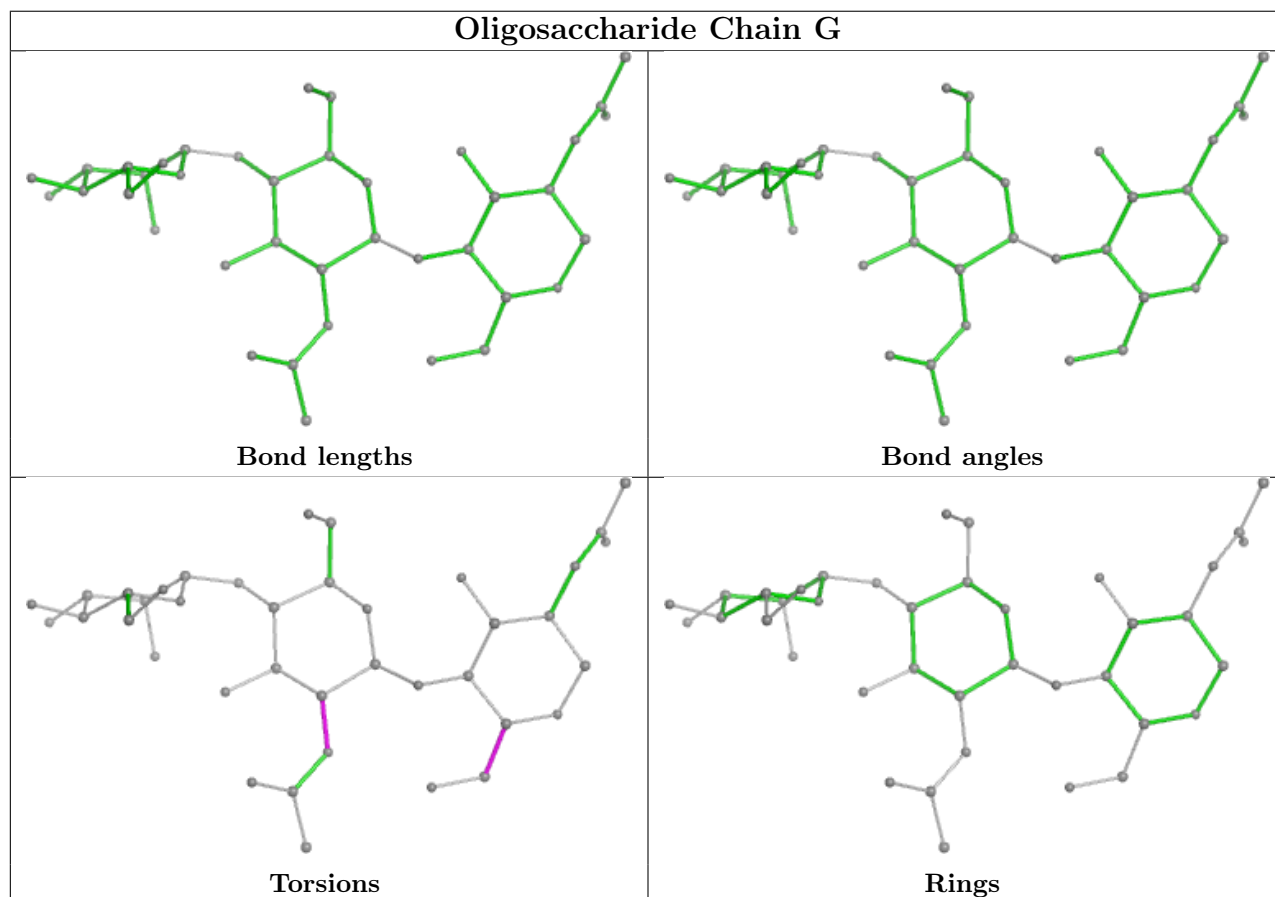 Oligosaccharide Chain G
Bond lengths
Bond angles
Torsions
Rings